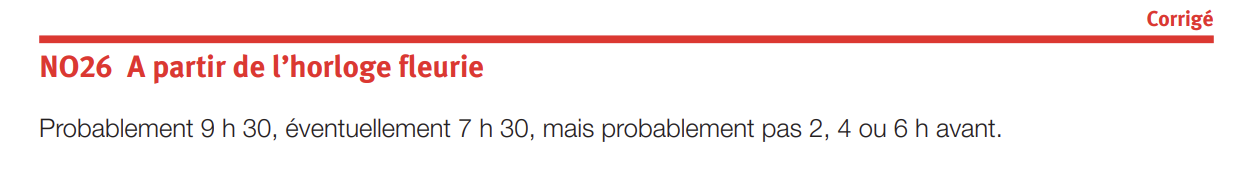 Corrigé
NO26 A partir de l’horloge fleurie
Probablement 9 h 30, éventuellement 7 h 30, mais probablement pas 2, 4 ou 6 h avant.